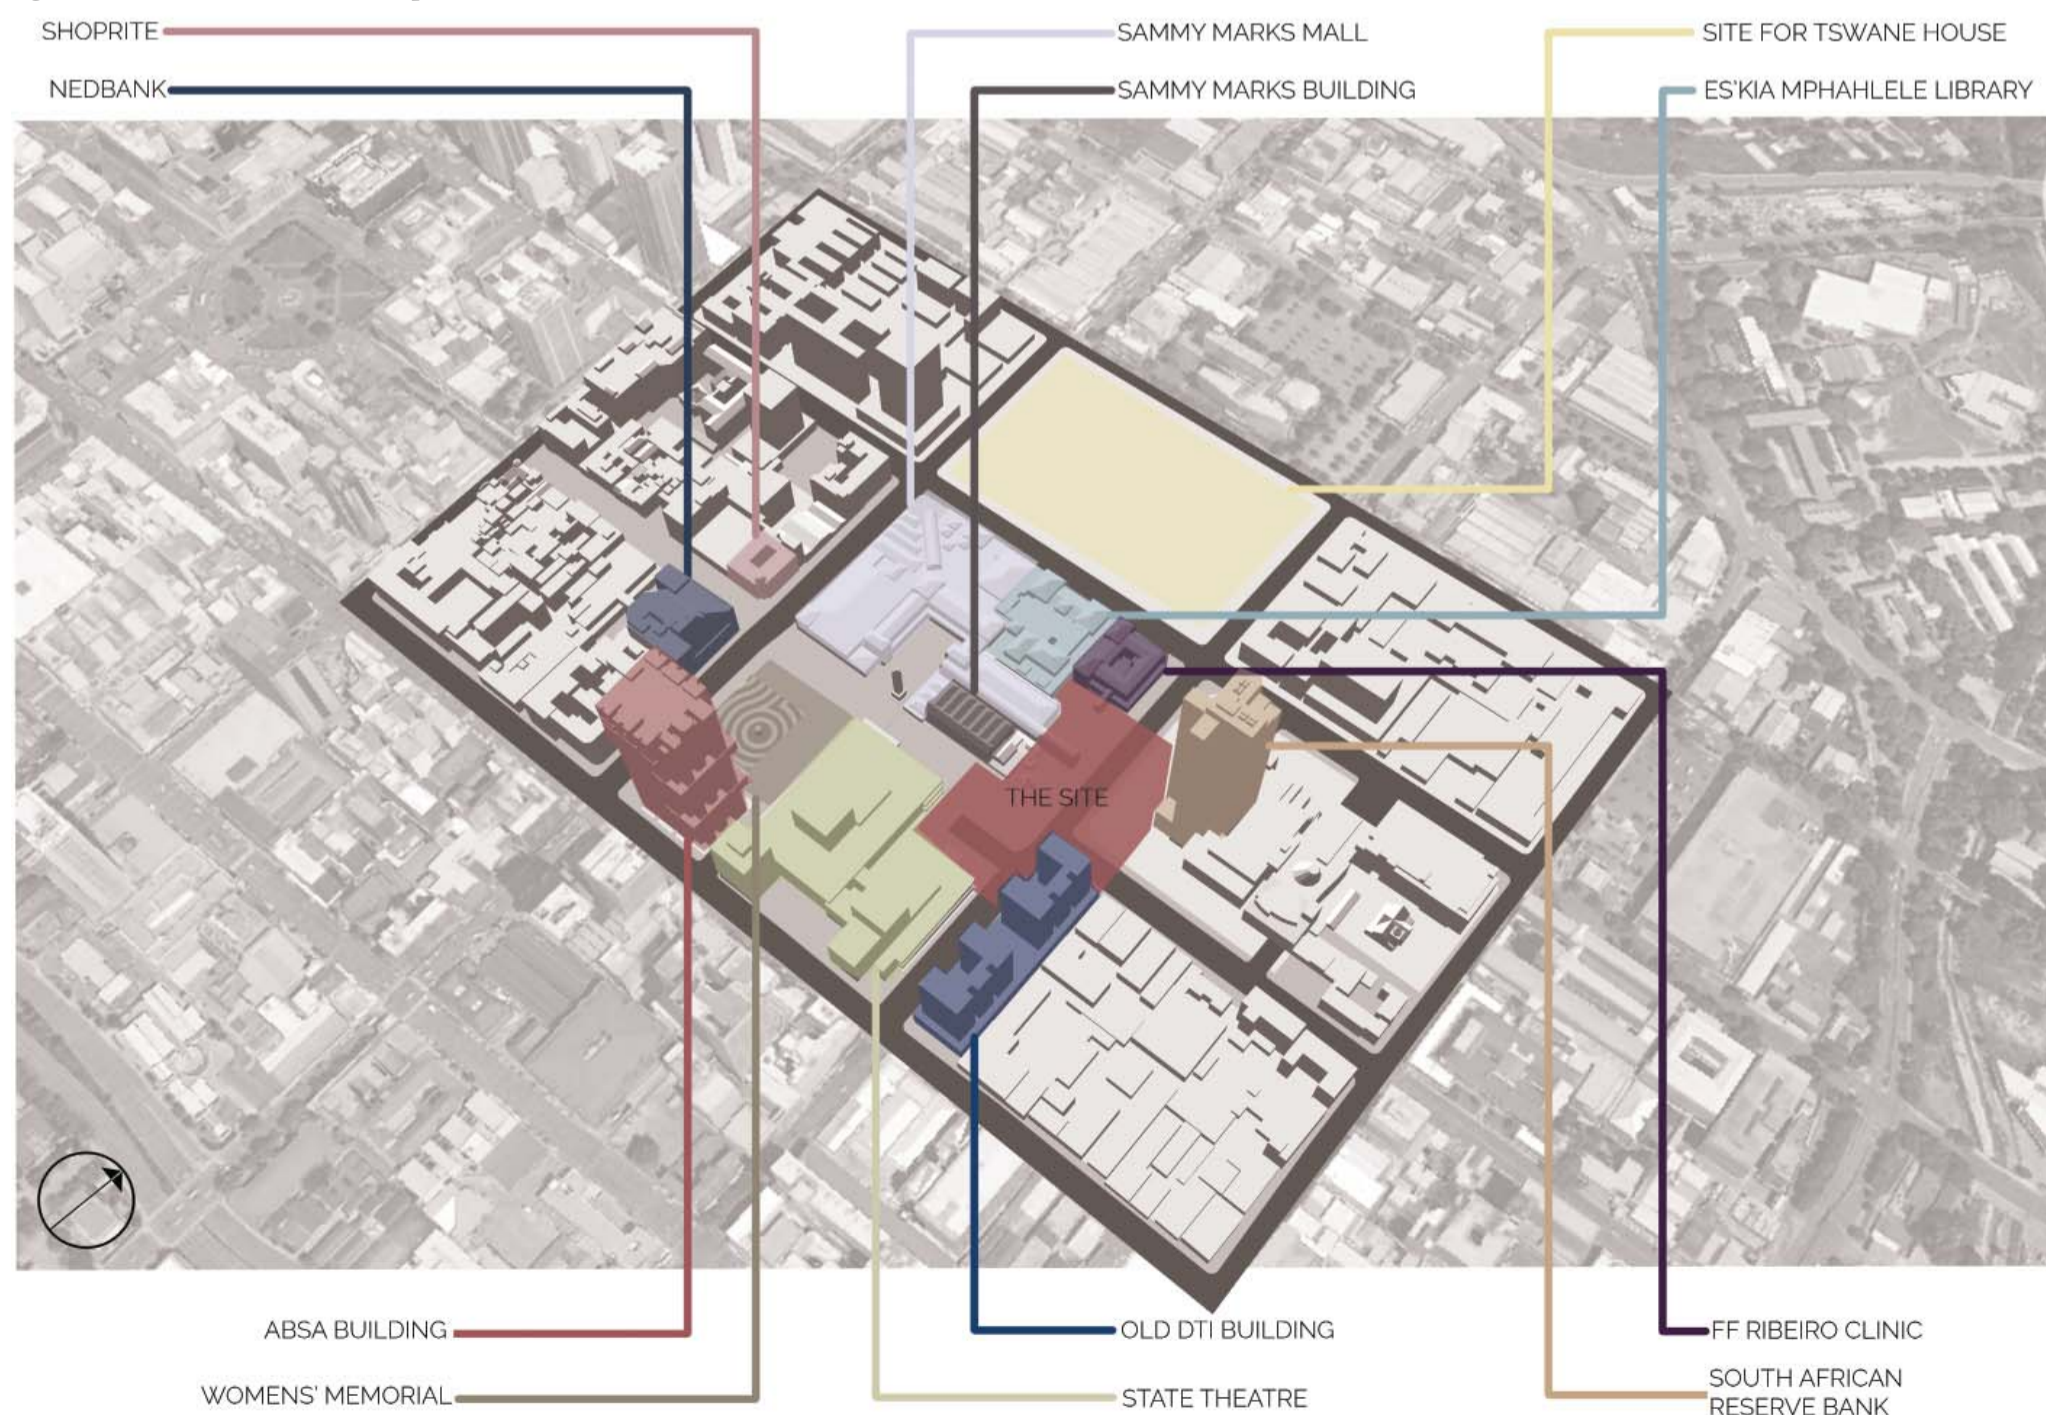 SHOPRITE
SAMMY MARKS MALL
SITE FOR TSWANE HOUSE
NEDBANK
SAMMY MARKS BUILDING
ES'KIA MPHAHLELE LIBRARY
THE SITE
ABSA BUILDING
OLD DTI BUILDING
FF RIBEIRO CLINIC
WOMENS' MEMORIAL
STATE THEATRE
SOUTH AFRICAN
RESERVE BANK